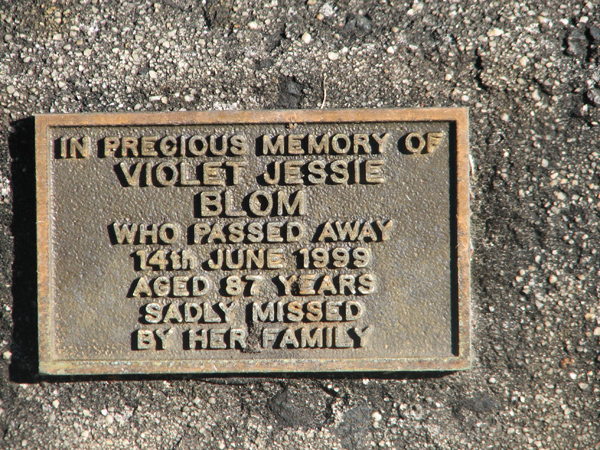 IN PRECIOUS MEMORY OF
VIOLET JESSIE
BLOM
WHO PASSED AWAY
14th JUNE 1999
AGED 87 YEARS
SADLY MISSED
BY HER FAMILY